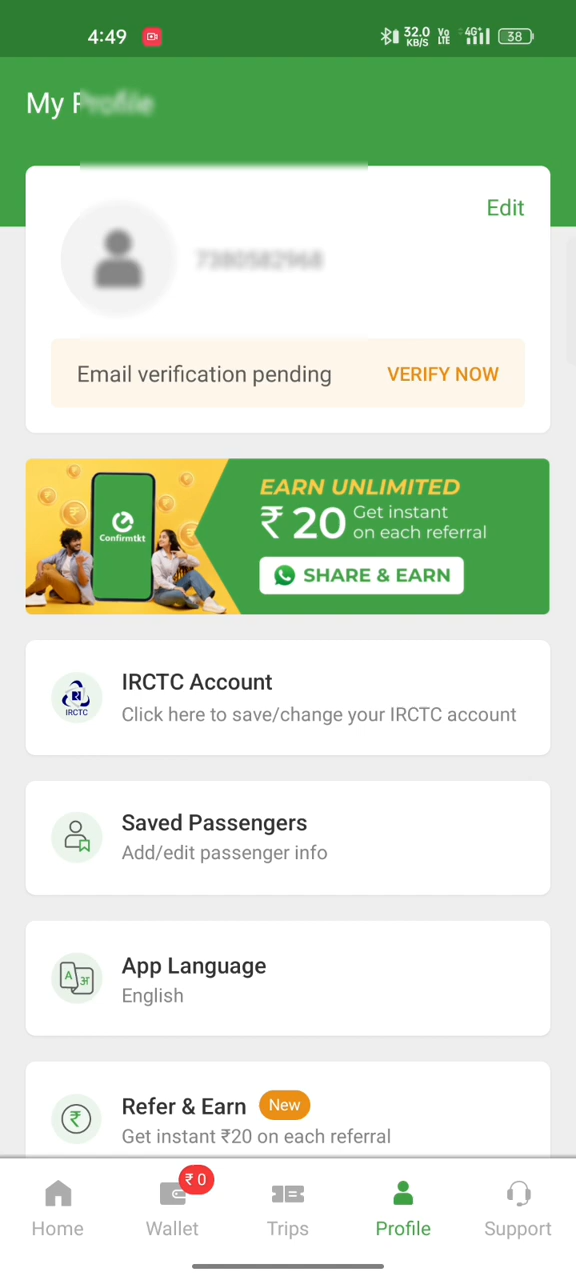 4:49
32.0
KB/S
Vo
LTE
4G+
38
My Profile
Edit
Email verification pending
VERIFY NOW
Confirmtkt
EARN UNLIMITED
₹ 20 Get instant
on each referral
SHARE & EARN
IRCTC
IRCTC Account
Click here to save/change your IRCTC account
Saved Passengers
Add/edit passenger info
A अ
App Language
English
₹
Refer & Earn New
Get instant ₹20 on each referral
₹ 0
Home
Wallet
Trips
Profile
Support